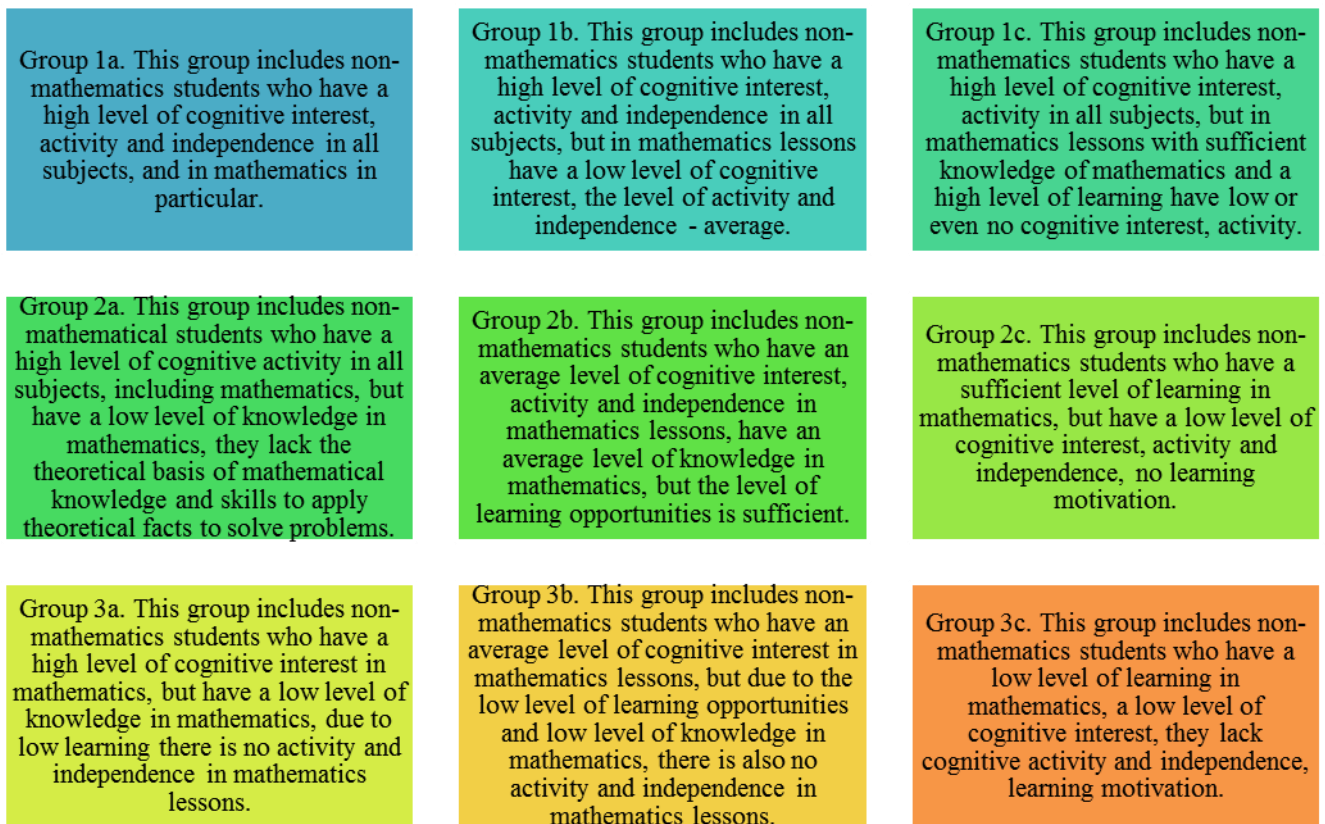 Group 1a. This group includes non-
mathematics students who have a
high level of cognitive interest,
activity and independence in all
subjects, and in mathematics in
particular.
Group 1b. This group includes non-
mathematics students who have a
high level of cognitive interest,
activity and independence in all
subjects, but in mathematics lessons
have a low level of cognitive
interest, the level of activity and
independence - average.
Group 1c. This group includes non-
mathematics students who have a
high level of cognitive interest,
activity in all subjects, but in
mathematics lessons with sufficient
knowledge of mathematics and a
high level of learning have low or
even no cognitive interest, activity.
Group 2a. This group includes non-
mathematical students who have a
high level of cognitive activity in all
subjects, including mathematics, but
have a low level of knowledge in
mathematics, they lack the
theoretical basis of mathematical
knowledge and skills to apply
theoretical facts to solve problems.
Group 2b. This group includes non-
mathematics students who have an
average level of cognitive interest,
activity and independence in
mathematics lessons, have an
average level of knowledge in
mathematics, but the level of
learning opportunities is sufficient.
Group 2c. This group includes non-
mathematics students who have a
sufficient level of learning in
mathematics, but have a low level of
cognitive interest, activity and
independence, no learning
motivation.
Group 3a. This group includes non-
mathematics students who have a
high level of cognitive interest in
mathematics, but have a low level of
knowledge in mathematics, due to
low learning there is no activity and
independence in mathematics
lessons.
Group 3b. This group includes non-
mathematics students who have an
average level of cognitive interest in
mathematics lessons, but due to the
low level of learning opportunities
and low level of knowledge in
mathematics, there is also no
activity and independence in
mathematics lessons.
Group 3c. This group includes non-
mathematics students who have a
low level of learning in
mathematics, a low level of
cognitive interest, they lack
cognitive activity and independence,
learning motivation.